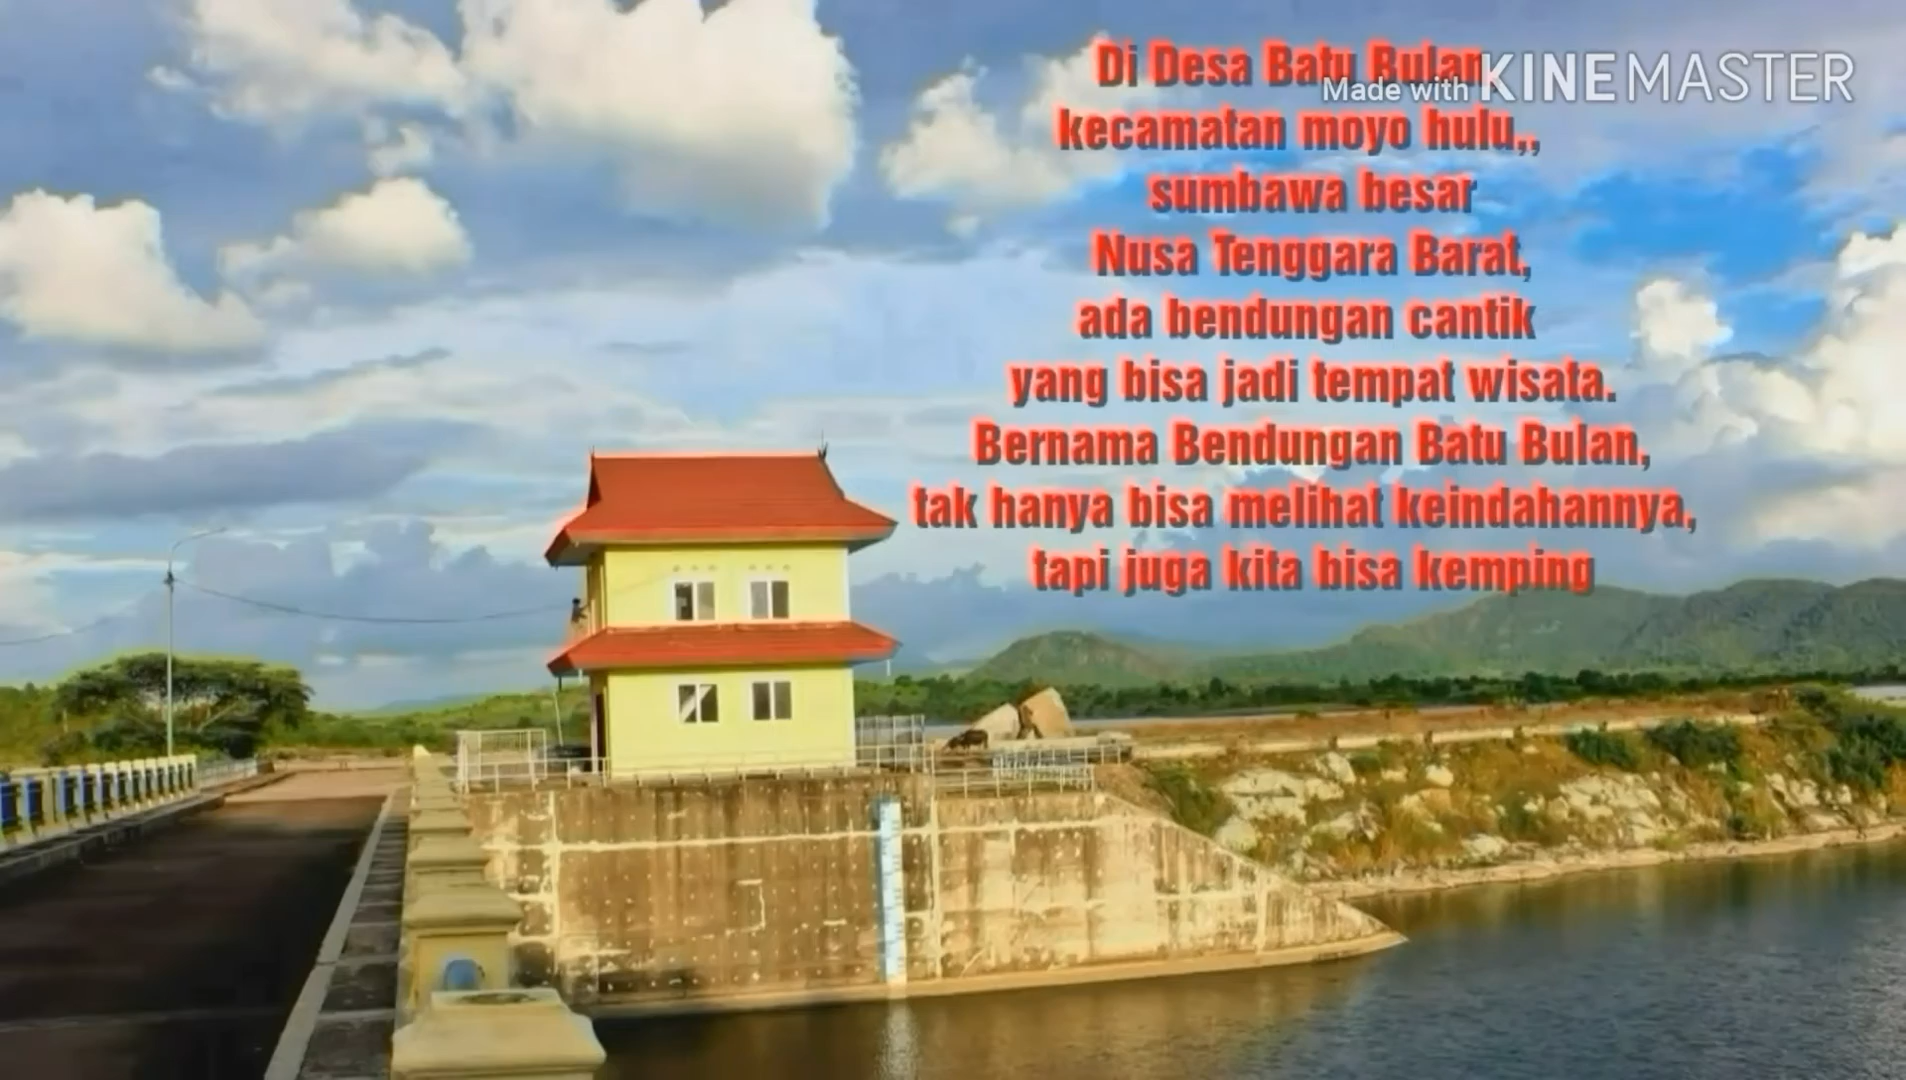 Di Desa Batu Bulan
Made with KINEMASTER
kecamatan moyo hulu,,
sumbawa besar
Nusa Tenggara Barat,
ada bendungan cantik
yang bisa jadi tempat wisata.
Bernama Bendungan Batu Bulan,
tak hanya bisa melihat keindahannya,
tapi juga kita bisa kemping